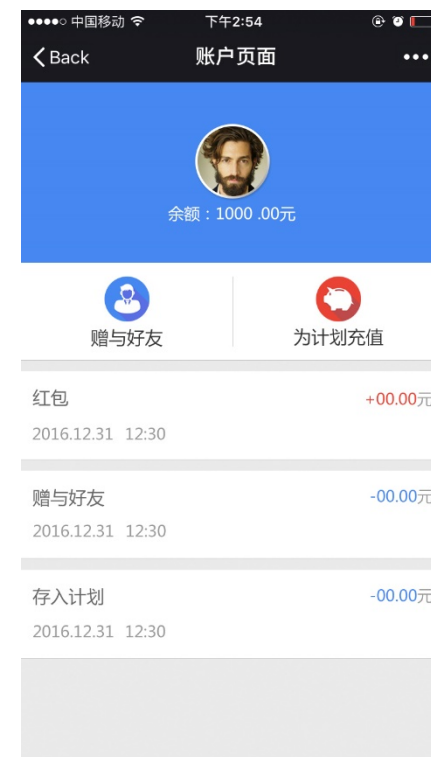 中国移动 下午2:54
Back 账户页面
余额：1000 .00元
赠与好友 为计划充值
红包 +00.00元
2016.12.31 12:30
赠与好友 -00.00元
2016.12.31 12:30
存入计划 -00.00元
2016.12.31 12:30